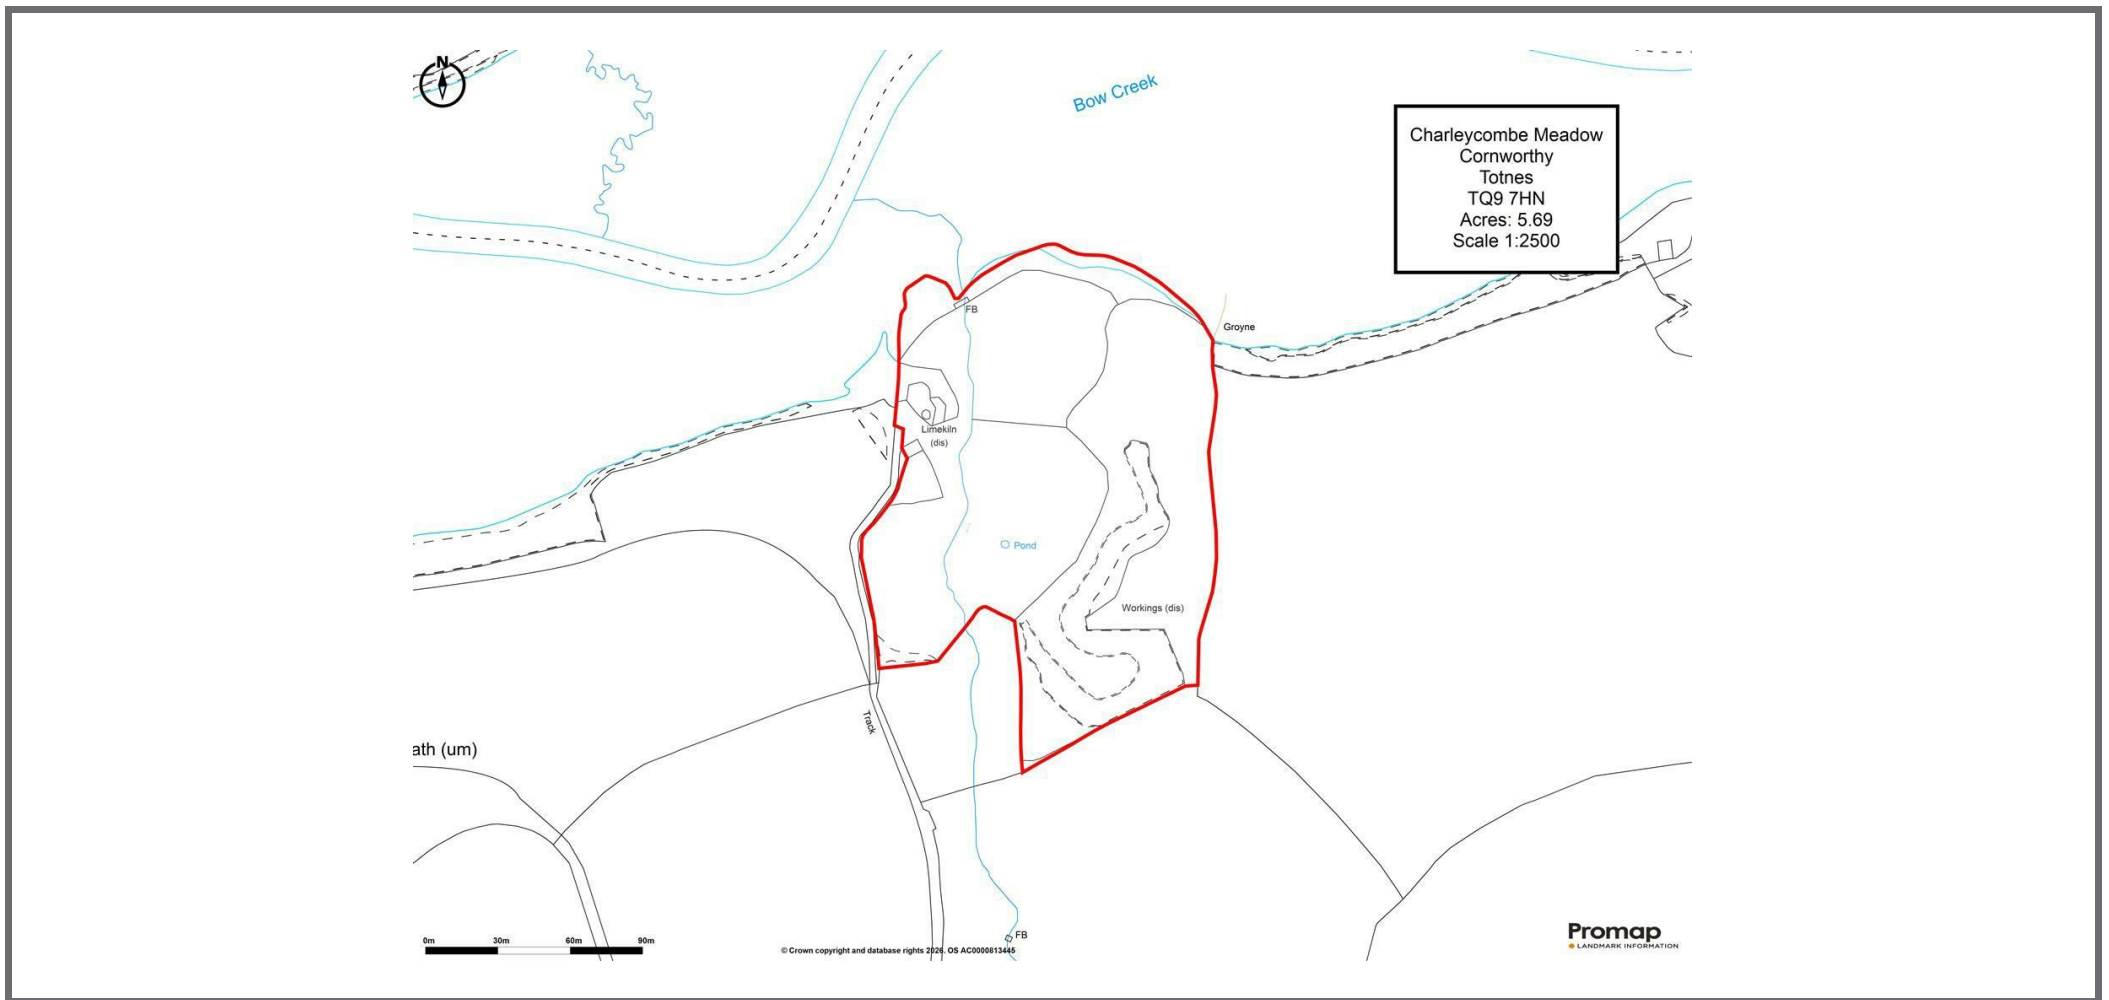 N
Bow Creek
Charleycombe Meadow
Cornworthy
Totnes
TQ9 7HN
Acres: 5.69
Scale 1:2500
FB
Groyne
Limekiln
(dis)
Pond
Workings (dis)
Track
ath (um)
FB
0m 30m 60m 90m
© Crown copyright and database rights 2026. OS AC0000813445
Promap
LANDMARK INFORMATION